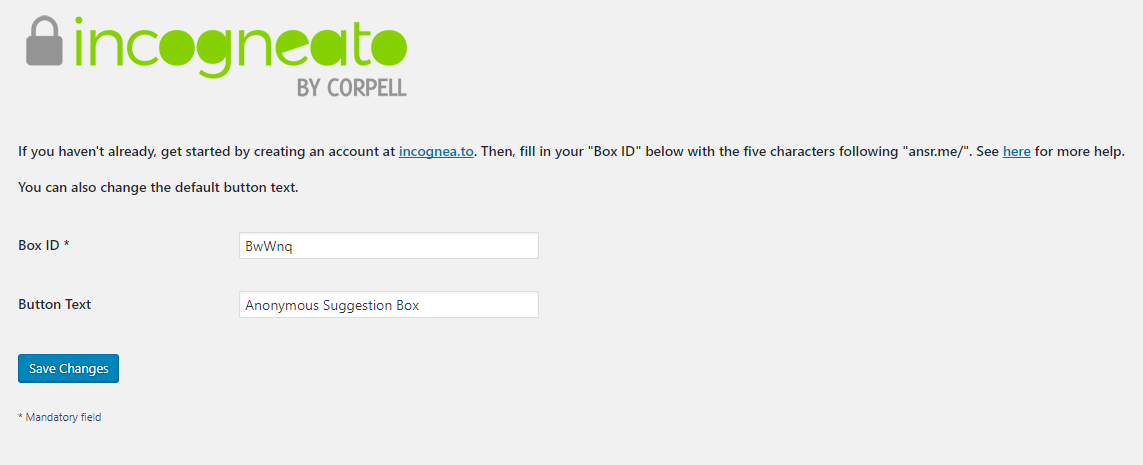 incogneato
BY CORPELL
If you haven't already, get started by creating an account at incognea.to. Then, fill in your "Box ID" below with the five characters following "ansr.me/". See here for more help.
You can also change the default button text.
Box ID * BwWnq
Button Text Anonymous Suggestion Box
Save Changes
* Mandatory field